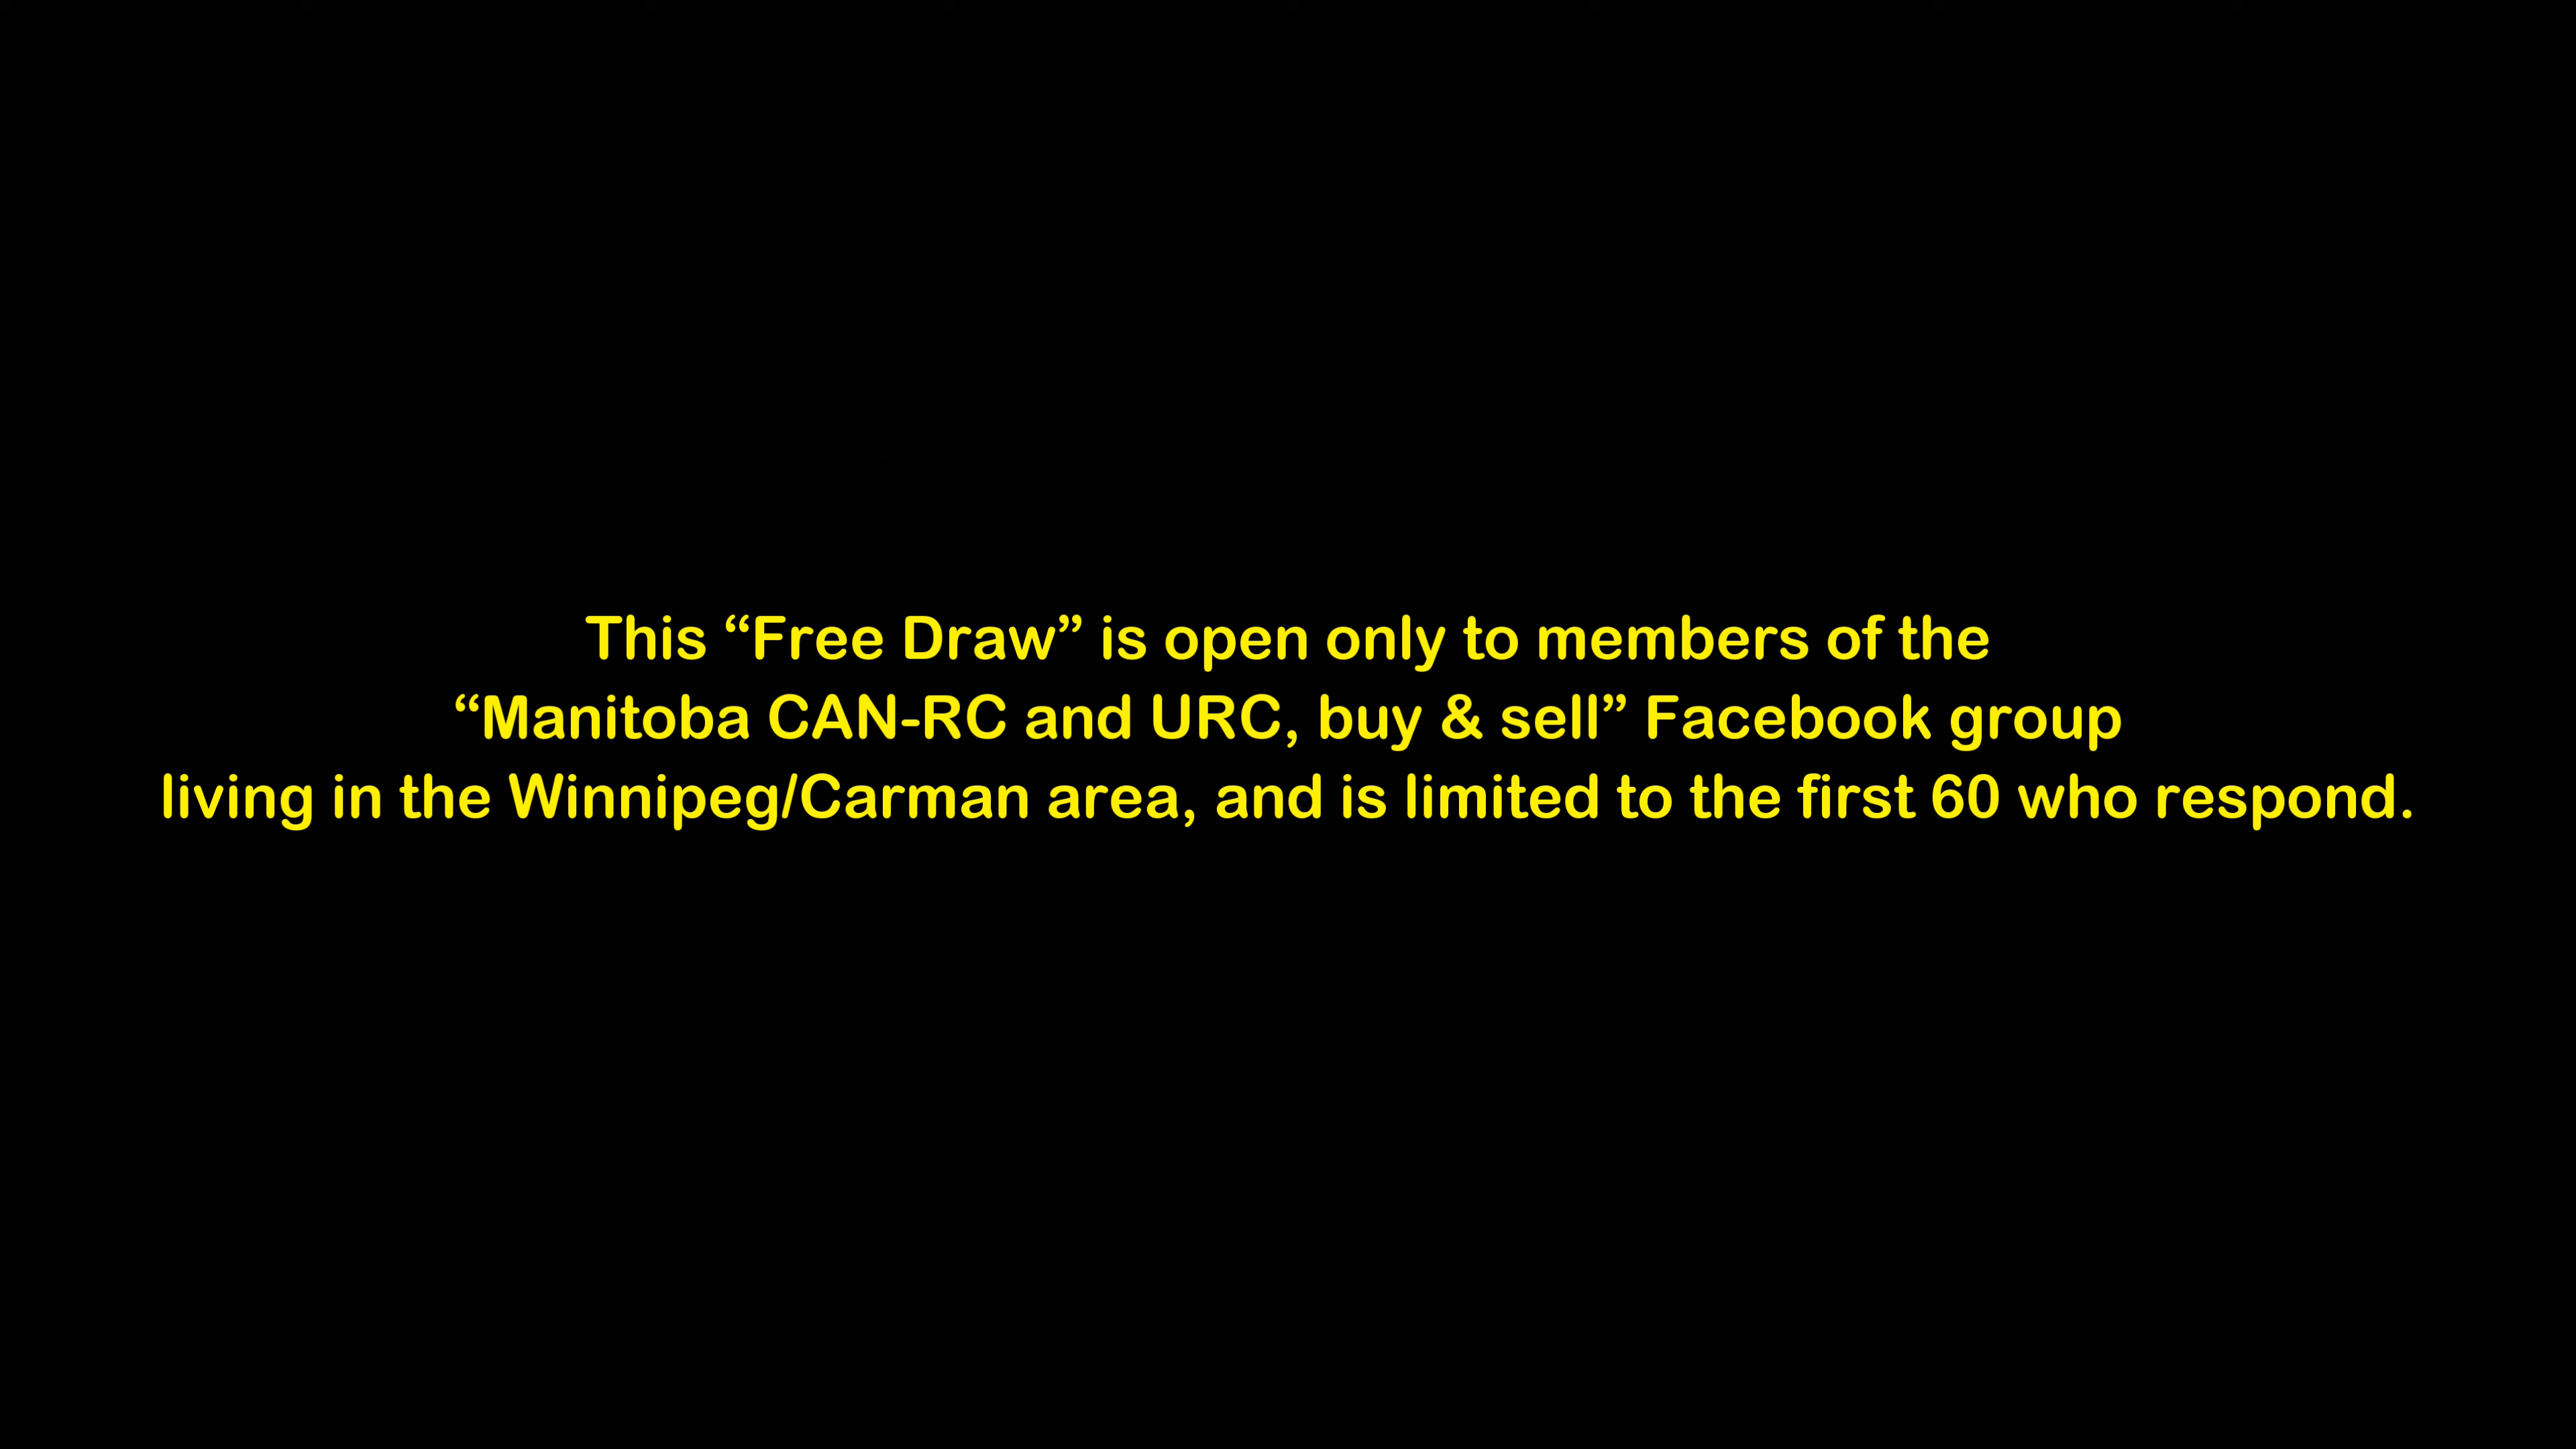 This “Free Draw” is open only to members of the
“Manitoba CAN-RC and URC, buy & sell” Facebook group
living in the Winnipeg/Carman area, and is limited to the first 60 who respond.